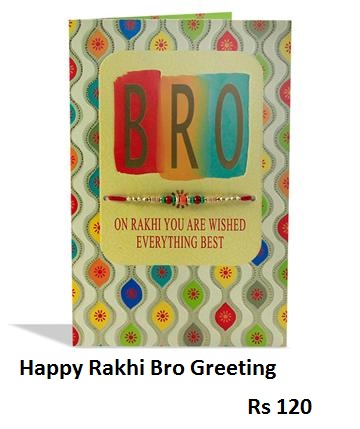 BRO
ON RAKHI YOU ARE WISHED
EVERYTHING BEST
Happy Rakhi Bro Greeting
Rs 120